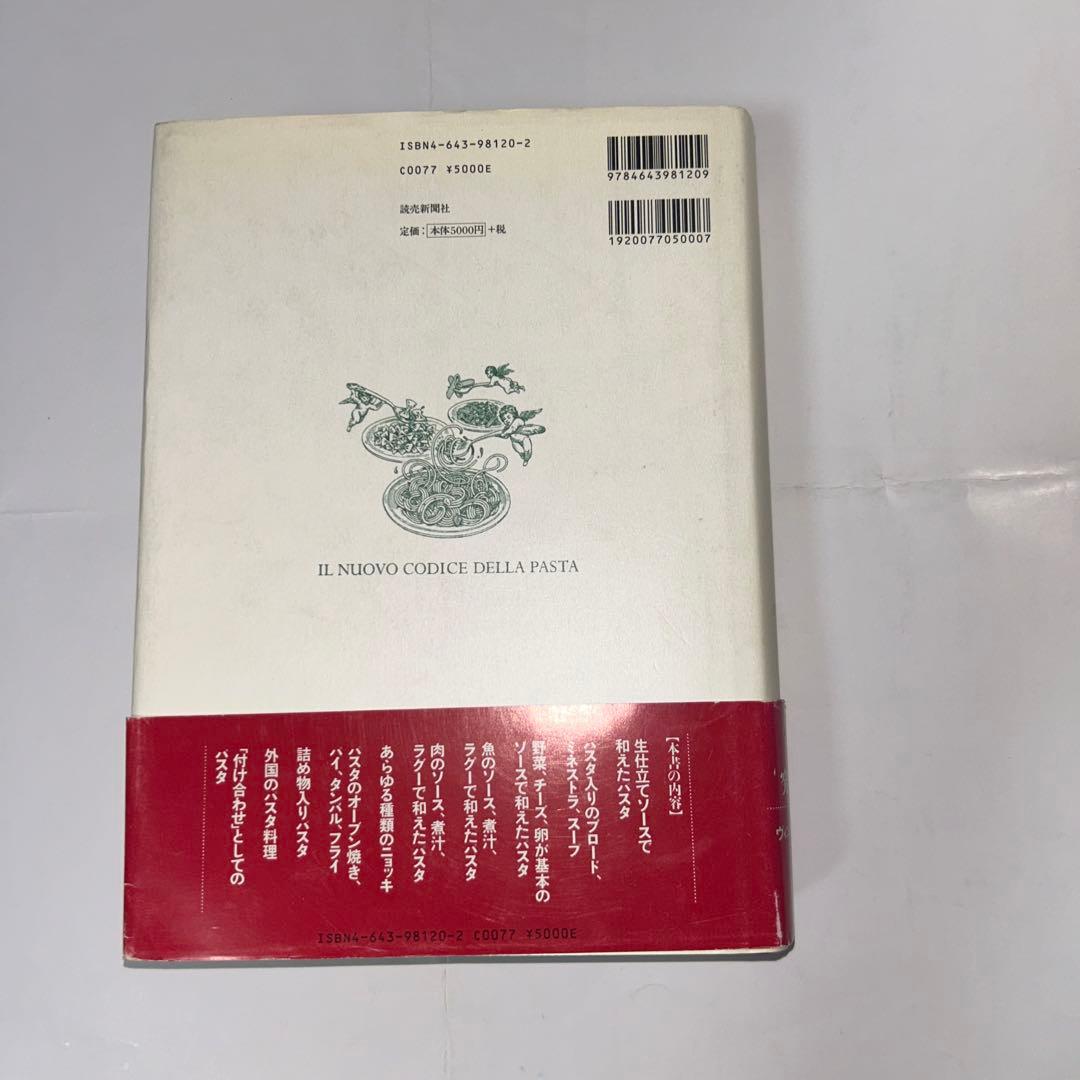 ISBN4-643-98120-2
C0077 ¥5000E
読売新聞社
定価：本体5000円＋税
9784643981209
1920077050007
IL NUOVO CODICE DELLA PASTA
【本書の内容】
生仕立てソースで
和えたパスタ
パスタ入りのブロード、
ミネストラ、スープ
野菜、チーズ、卵が基本の
ソースで和えたパスタ
魚のソース、煮汁、
ラグーで和えたパスタ
肉のソース、煮汁、
ラグーで和えたパスタ
あらゆる種類のニョッキ
パスタのオーブン焼き、
パイ、タンバル、フライ
詰め物入りパスタ
外国のパスタ料理
「付け合わせ」としての
パスタ
ISBN4-643-98120-2 C0077 ¥5000E